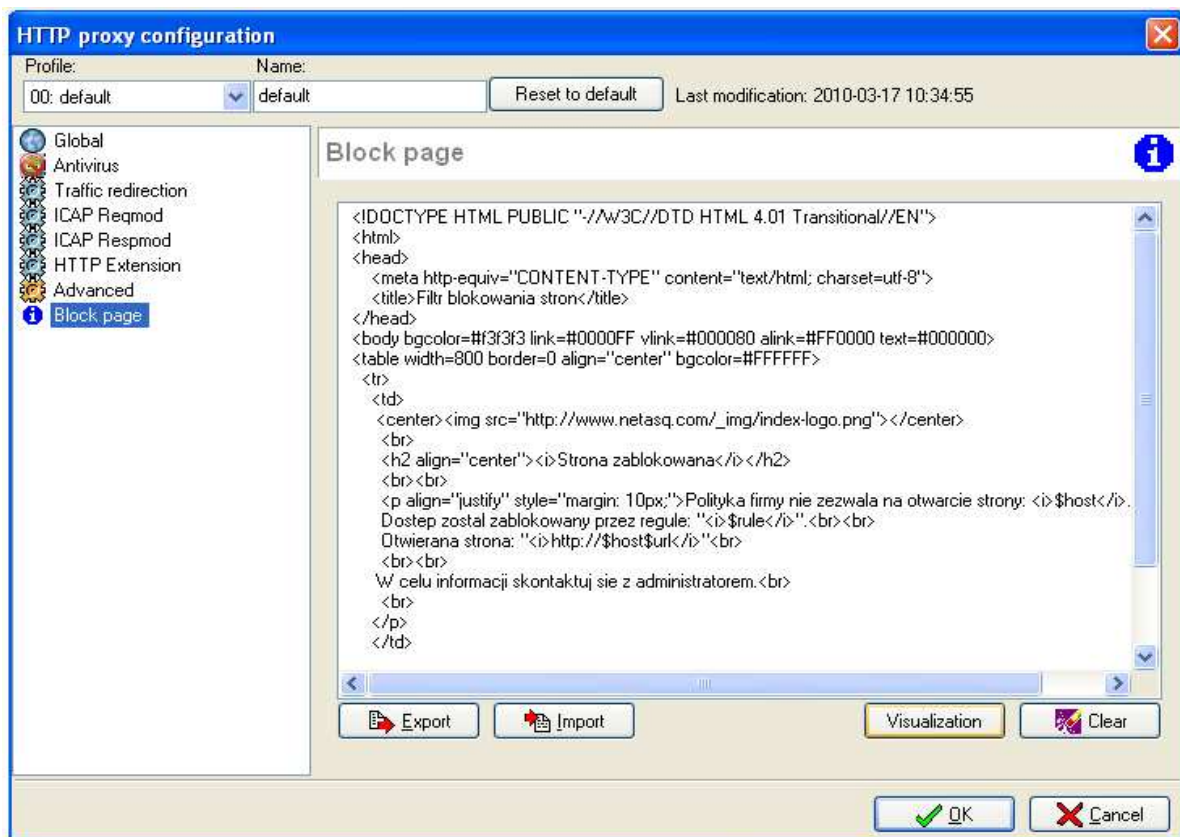 HTTP proxy configuration
Profile: Name:
00: default default Reset to default Last modification: 2010-03-17 10:34:55
Global
Antivirus
Traffic redirection
ICAP Reqmod
ICAP Respmod
HTTP Extension
Advanced
Block page
Block page
<!DOCTYPE HTML PUBLIC "-//W3C//DTD HTML 4.01 Transitional//EN">
<html>
<head>
<meta http-equiv="CONTENT-TYPE" content="text/html; charset=utf-8">
<title>Filtr blokowania stron</title>
</head>
<body bgcolor=#f3f3f3 link=#0000FF vlink=#000080 alink=#FF0000 text=#000000>
<table width=800 border=0 align="center" bgcolor=#FFFFFF>
<tr>
<td>
<center><img src="http://www.netasq.com/_img/index-logo.png"></center>
<br>
<h2 align="center"><i>Strona zablokowana</i></h2>
<br><br>
<p align="justify" style="margin: 10px;">Polityka firmy nie zezwala na otwarcie strony: <i>$host</i>.
Dostep zostal zablokowany przez regule: "<i>$rule</i>".<br><br>
Otwierana strona: "<i>http://$host$url</i>"<br>
<br><br>
W celu informacji skontaktuj sie z administratorem.<br>
<br>
</p>
</td>
Export Import Visualization Clear
OK Cancel